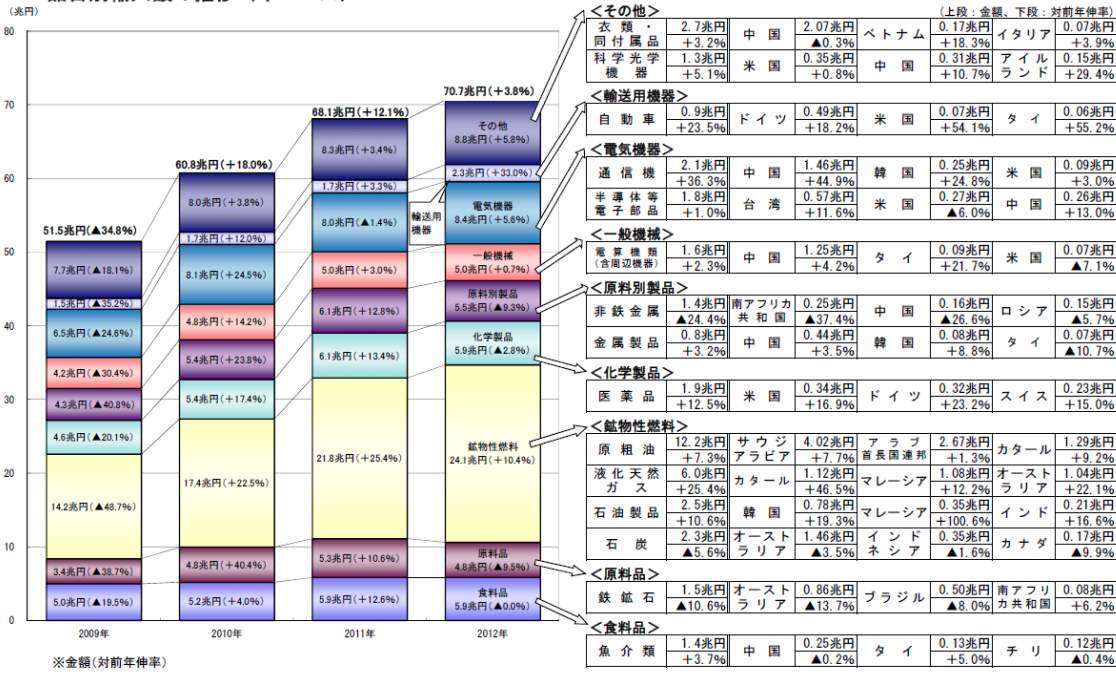 （兆円）
80
70
60
50
40
30
20
10
0
51.5兆円(▲34.8%)
7.7兆円(▲18.1%)
1.5兆円(▲35.2%)
6.5兆円(▲24.6%)
4.2兆円(▲30.4%)
4.3兆円(▲40.8%)
4.6兆円(▲20.1%)
14.2兆円(▲48.7%)
3.4兆円(▲38.7%)
5.0兆円(▲19.5%)
2009年
60.8兆円(+18.0%)
8.0兆円(+3.8%)
1.7兆円(+12.0%)
8.1兆円(+24.5%)
4.8兆円(+14.2%)
5.4兆円(+23.8%)
5.4兆円(+17.4%)
17.4兆円(+22.5%)
4.8兆円(+40.4%)
5.2兆円(+4.0%)
2010年
68.1兆円(+12.1%)
8.3兆円(+3.4%)
1.7兆円(+3.3%)
8.0兆円(▲1.4%)
5.0兆円(+3.0%)
6.1兆円(+12.8%)
6.1兆円(+13.4%)
21.8兆円(+25.4%)
5.3兆円(+10.6%)
5.9兆円(+12.6%)
2011年
70.7兆円(+3.8%)
その他
8.8兆円(+5.8%)
2.3兆円(+33.0%)
輸送用
機器
電気機器
8.4兆円(+5.6%)
一般機械
5.0兆円(+0.7%)
原料別製品
5.5兆円(▲9.3%)
化学製品
5.9兆円(▲2.8%)
鉱物性燃料
24.1兆円(+10.4%)
原料品
4.8兆円(▲9.5%)
食料品
5.9兆円(▲0.0%)
2012年
※金額(対前年伸率)
（上段：金額、下段：対前年伸率）
＜その他＞
衣類・同付属品 2.7兆円 中国 2.07兆円 ベトナム 0.17兆円 イタリア 0.07兆円
+3.2% ▲0.3% +18.3% +3.9%
科学光学機器 1.3兆円 米国 0.35兆円 中国 0.31兆円 アイルランド 0.15兆円
+5.1% +0.8% +10.7% +29.4%
＜輸送用機器＞
自動車 0.9兆円 ドイツ 0.49兆円 米国 0.07兆円 タイ 0.06兆円
+23.5% +18.2% +54.1% +55.2%
＜電気機器＞
通信機 2.1兆円 中国 1.46兆円 韓国 0.25兆円 米国 0.09兆円
+36.3% +44.9% +24.8% +3.0%
半導体等電子部品 1.8兆円 台湾 0.57兆円 米国 0.27兆円 中国 0.26兆円
+1.0% +11.6% ▲6.0% +13.0%
＜一般機械＞
電算機類（含周辺機器） 1.6兆円 中国 1.25兆円 タイ 0.09兆円 米国 0.07兆円
+2.3% +4.2% +21.7% ▲7.1%
＜原料別製品＞
非鉄金属 1.4兆円 南アフリカ共和国 0.25兆円 中国 0.16兆円 ロシア 0.15兆円
▲24.4% ▲37.4% ▲26.6% ▲5.7%
金属製品 0.8兆円 中国 0.44兆円 韓国 0.08兆円 タイ 0.07兆円
+3.2% +3.5% +8.8% ▲10.7%
＜化学製品＞
医薬品 1.9兆円 米国 0.34兆円 ドイツ 0.32兆円 スイス 0.23兆円
+12.5% +16.9% +23.2% +15.0%
＜鉱物性燃料＞
原粗油 12.2兆円 サウジアラビア 4.02兆円 アラブ首長国連邦 2.67兆円 カタール 1.29兆円
+7.3% +7.7% +1.3% +9.2%
液化天然ガス 6.0兆円 カタール 1.12兆円 マレーシア 1.08兆円 オーストラリア 1.04兆円
+25.4% +46.5% +12.2% +22.1%
石油製品 2.5兆円 韓国 0.78兆円 マレーシア 0.35兆円 インド 0.21兆円
+10.6% +19.3% +100.6% +16.6%
石炭 2.3兆円 オーストラリア 1.46兆円 インドネシア 0.35兆円 カナダ 0.17兆円
▲5.6% ▲3.5% ▲1.6% ▲9.9%
＜原料品＞
鉄鉱石 1.5兆円 オーストラリア 0.86兆円 ブラジル 0.50兆円 南アフリカ共和国 0.08兆円
▲10.6% ▲13.7% ▲8.0% +6.2%
＜食料品＞
魚介類 1.4兆円 中国 0.25兆円 タイ 0.13兆円 チリ 0.12兆円
+3.7% ▲0.2% +5.0% ▲0.4%